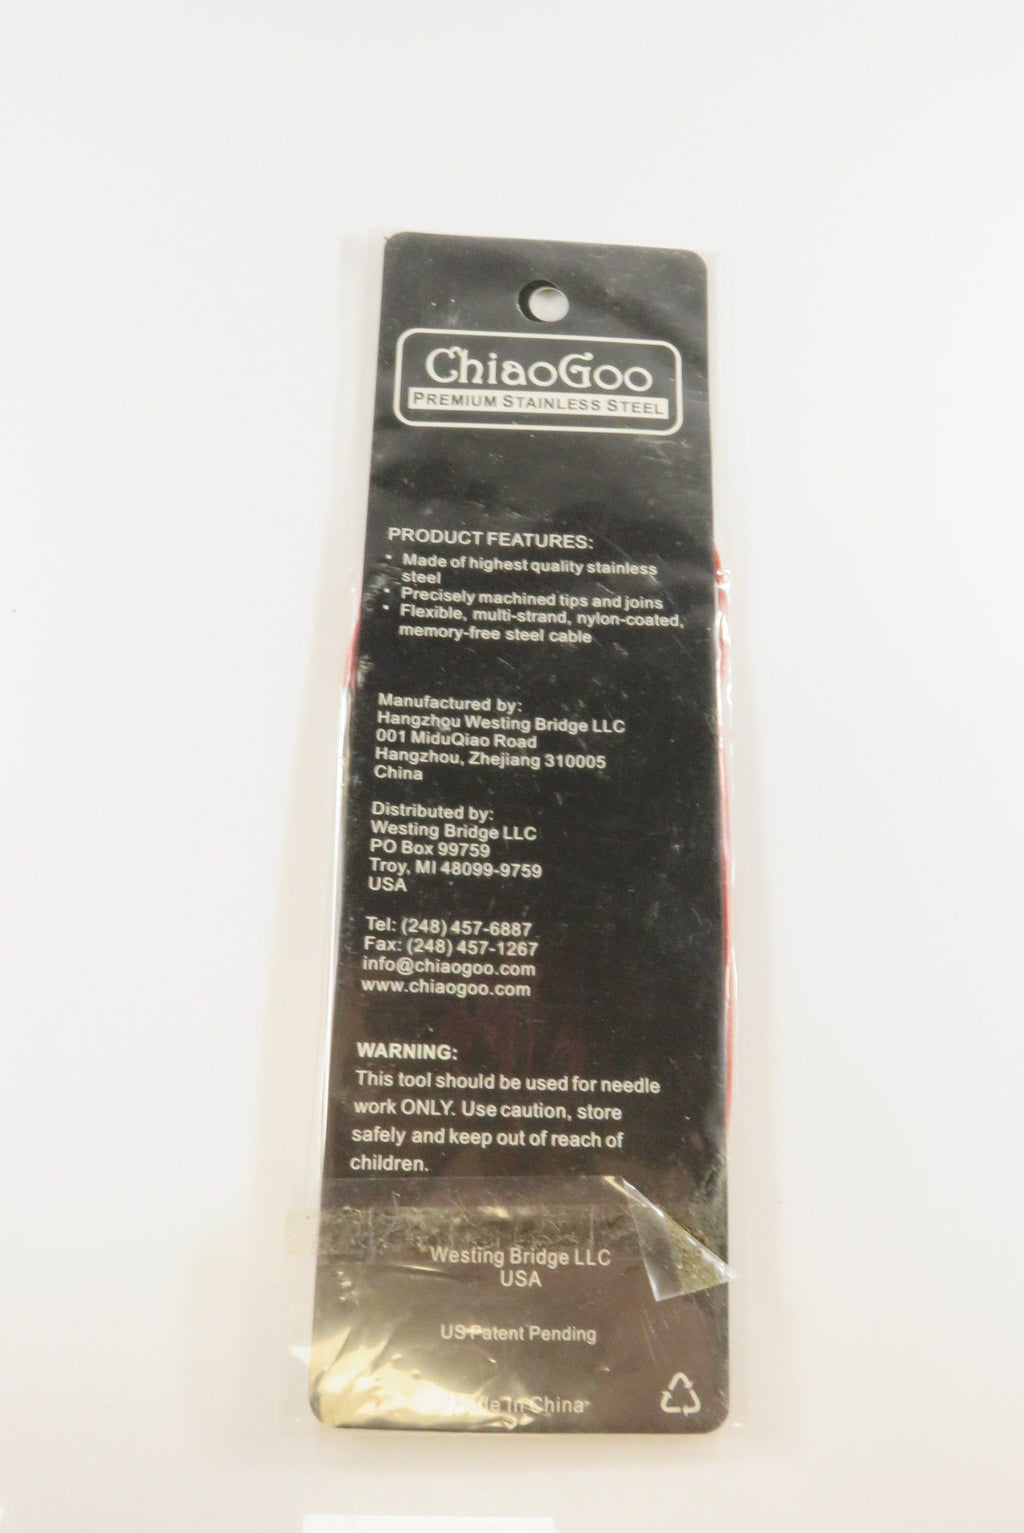 ChiaoGoo
PREMIUM STAINLESS STEEL
PRODUCT FEATURES:
• Made of highest quality stainless
steel
• Precisely machined tips and joins
• Flexible, multi-strand, nylon-coated,
memory-free steel cable
Manufactured by:
Hangzhou Westing Bridge LLC
001 MiduQiao Road
Hangzhou, Zhejiang 310005
China
Distributed by:
Westing Bridge LLC
PO Box 99759
Troy, MI 48099-9759
USA
Tel: (248) 457-6887
Fax: (248) 457-1267
info@chiaogoo.com
www.chiaogoo.com
WARNING:
This tool should be used for needle
work ONLY. Use caution, store
safely and keep out of reach of
children.
Westing Bridge LLC
USA
US Patent Pending
Made In China